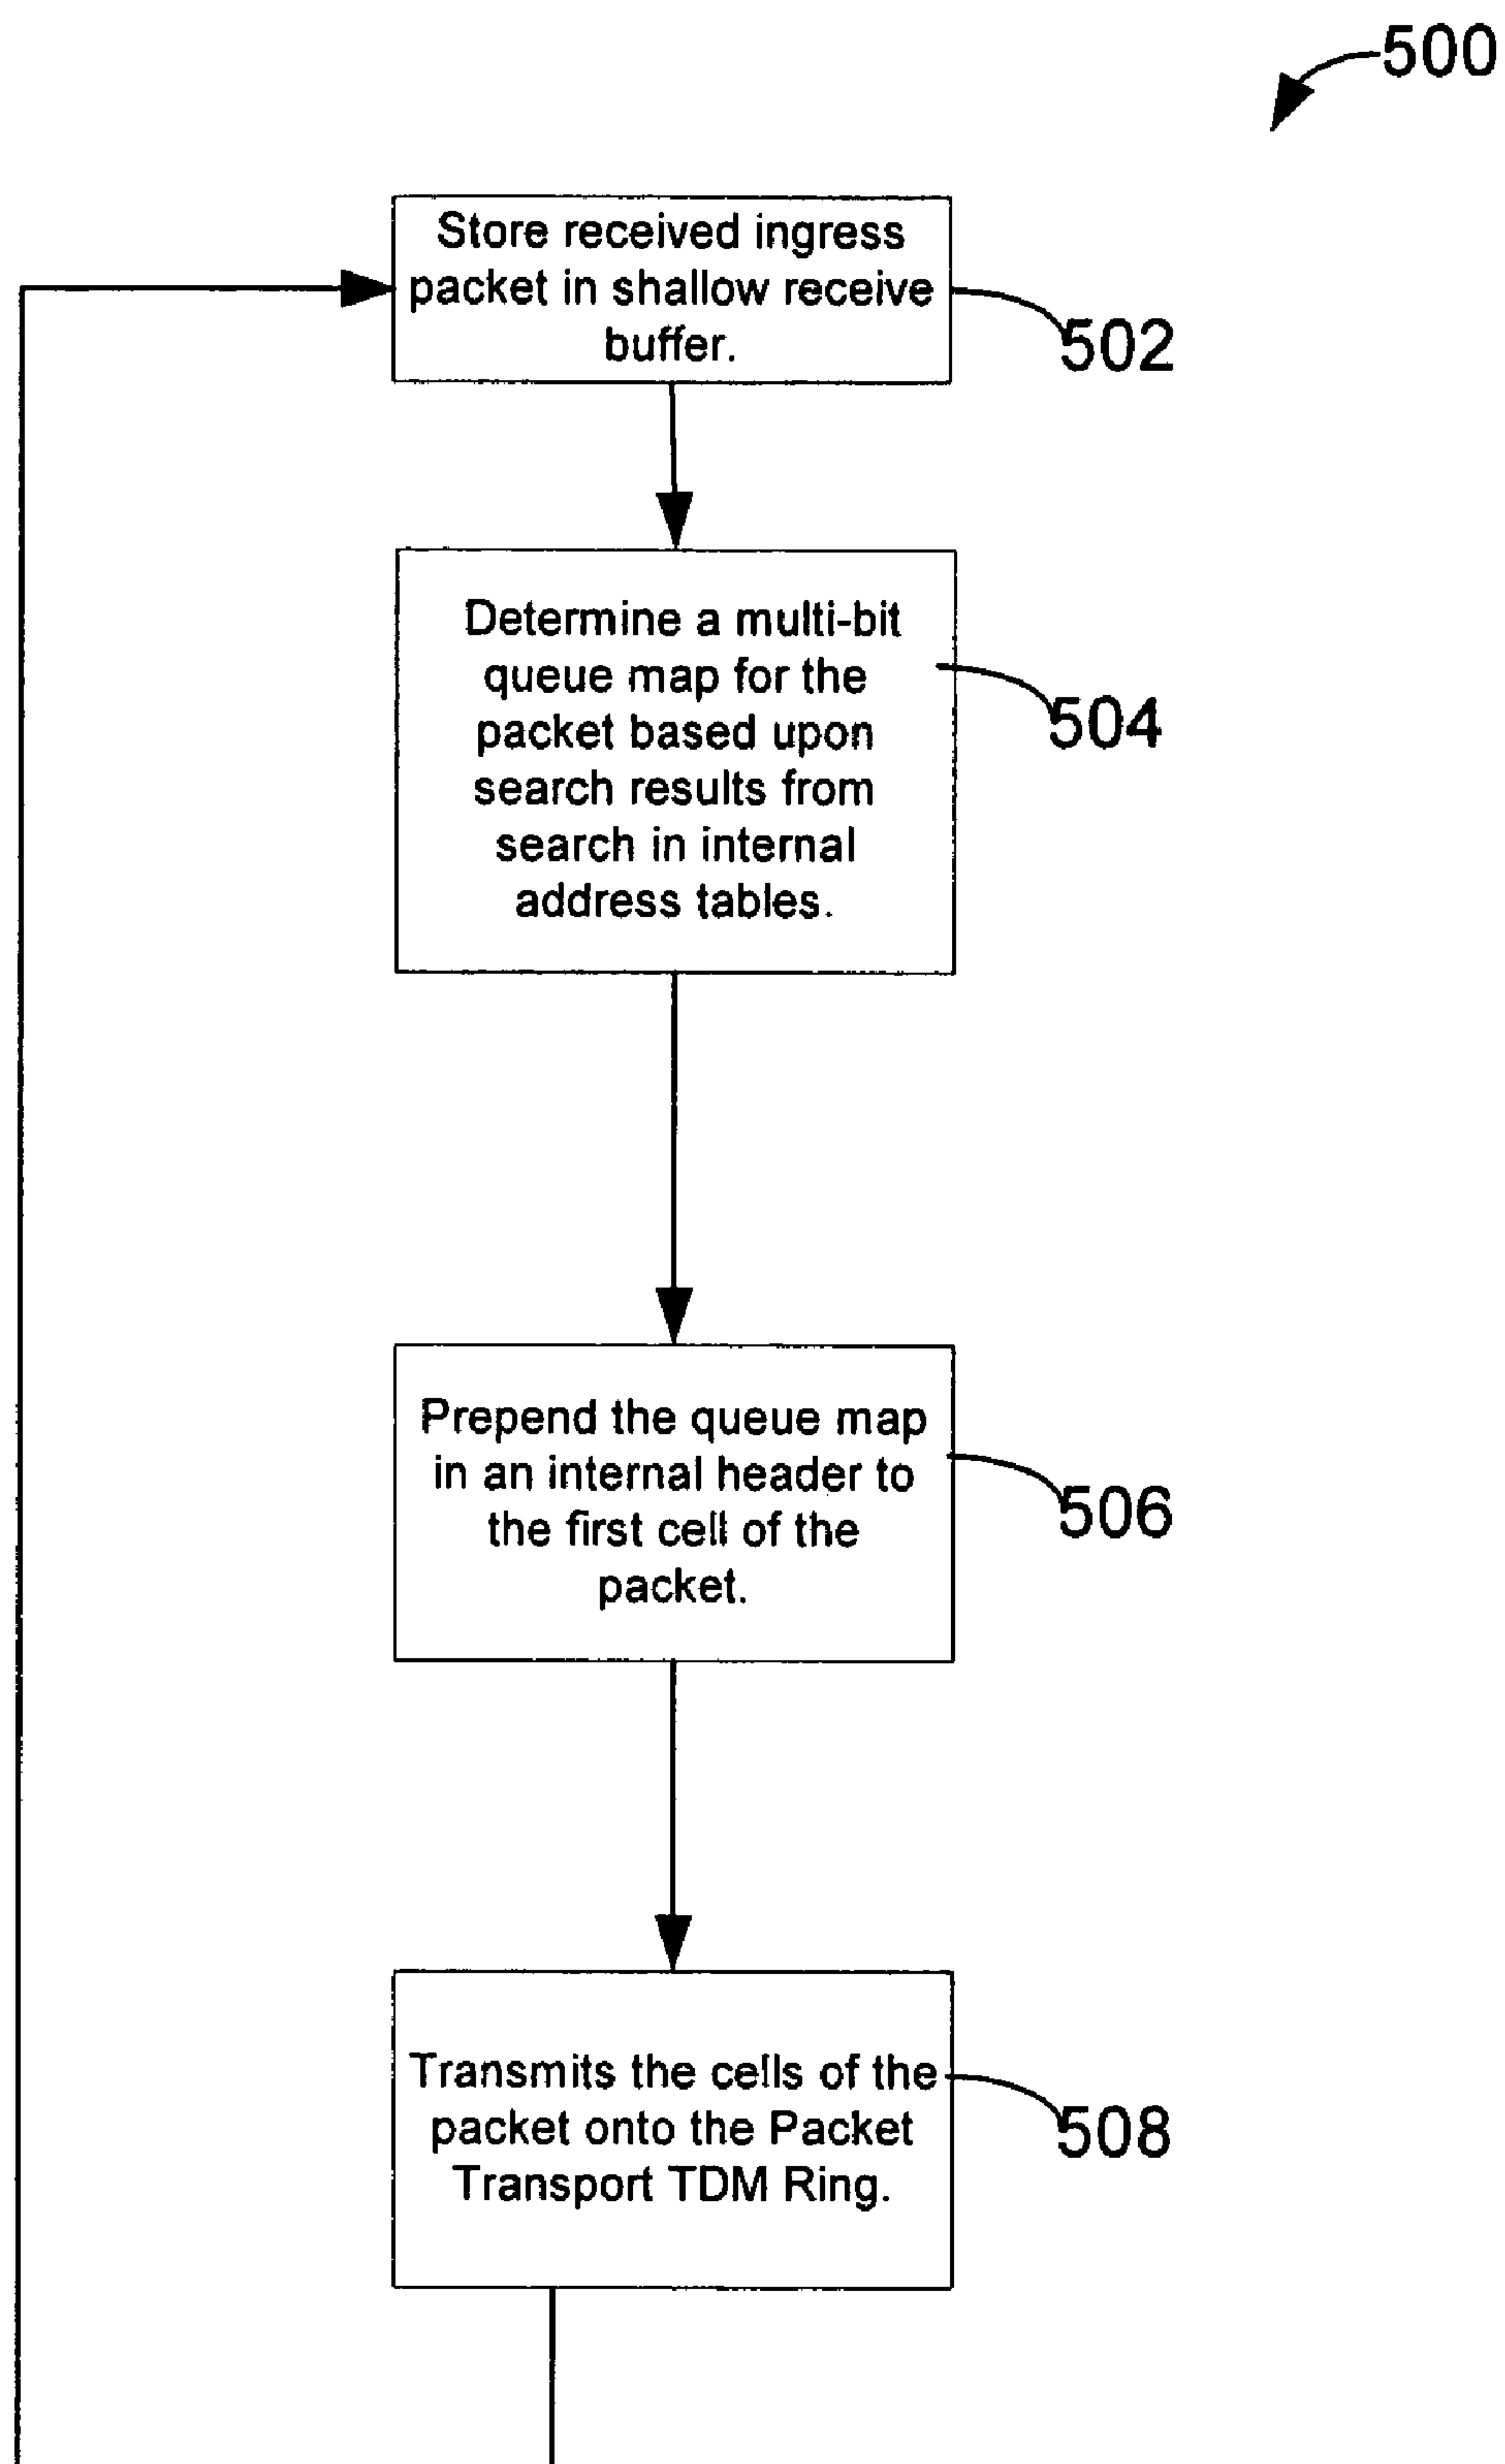 500
Store received ingress
packet in shallow receive
buffer.
502
Determine a multi-bit
queue map for the
packet based upon
search results from
search in internal
address tables.
504
Prepend the queue map
in an internal header to
the first cell of the
packet.
506
Transmits the cells of the
packet onto the Packet
Transport TDM Ring.
508